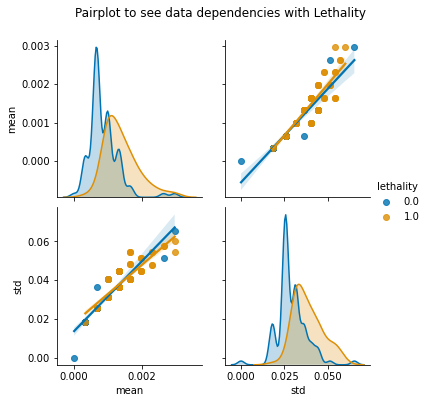 Pairplot to see data dependencies with Lethality
0.003
0.002
0.001
0.000
mean
lethality
0.0
1.0
0.06
0.04
0.02
0.00
std
0.000 0.002
mean
0.000 0.025 0.050
std